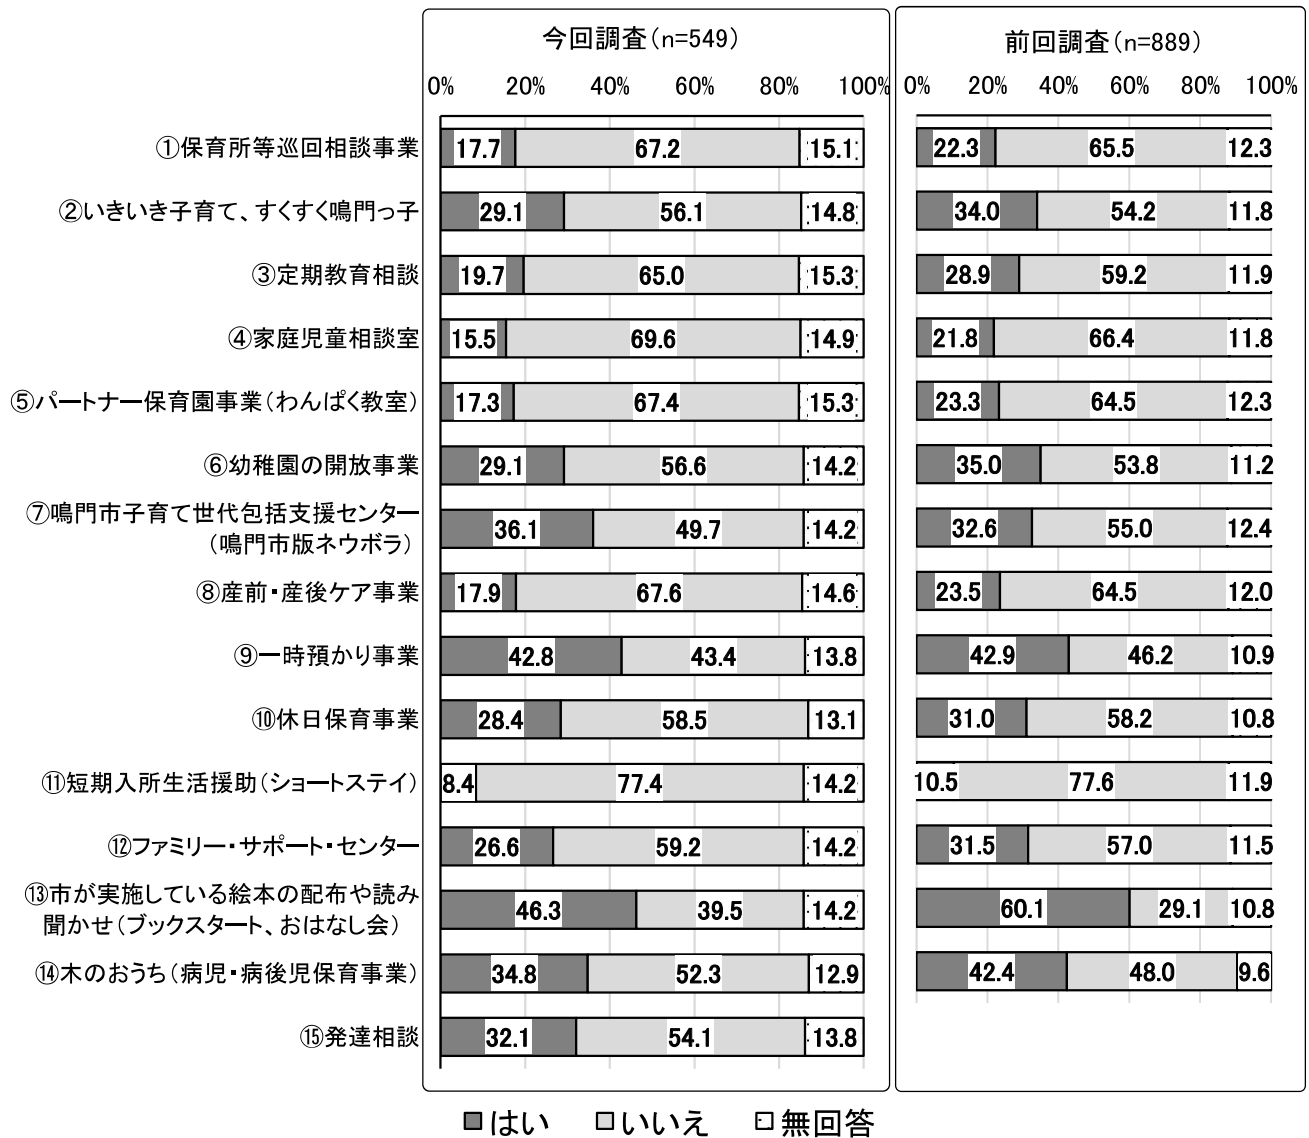 今回調査(n=549)
前回調査(n=889)
0% 20% 40% 60% 80% 100%
0% 20% 40% 60% 80% 100%
①保育所等巡回相談事業 17.7 67.2 15.1 22.3 65.5 12.3
②いきいき子育て、すくすく鳴門っ子 29.1 56.1 14.8 34.0 54.2 11.8
③定期教育相談 19.7 65.0 15.3 28.9 59.2 11.9
④家庭児童相談室 15.5 69.6 14.9 21.8 66.4 11.8
⑤パートナー保育園事業(わんぱく教室) 17.3 67.4 15.3 23.3 64.5 12.3
⑥幼稚園の開放事業 29.1 56.6 14.2 35.0 53.8 11.2
⑦鳴門市子育て世代包括支援センター
(鳴門市版ネウボラ) 36.1 49.7 14.2 32.6 55.0 12.4
⑧産前・産後ケア事業 17.9 67.6 14.6 23.5 64.5 12.0
⑨一時預かり事業 42.8 43.4 13.8 42.9 46.2 10.9
⑩休日保育事業 28.4 58.5 13.1 31.0 58.2 10.8
⑪短期入所生活援助(ショートステイ) 8.4 77.4 14.2 10.5 77.6 11.9
⑫ファミリー・サポート・センター 26.6 59.2 14.2 31.5 57.0 11.5
⑬市が実施している絵本の配布や読み
聞かせ(ブックスタート、おはなし会) 46.3 39.5 14.2 60.1 29.1 10.8
⑭木のおうち(病児・病後児保育事業) 34.8 52.3 12.9 42.4 48.0 9.6
⑮発達相談 32.1 54.1 13.8
はい いいえ 無回答